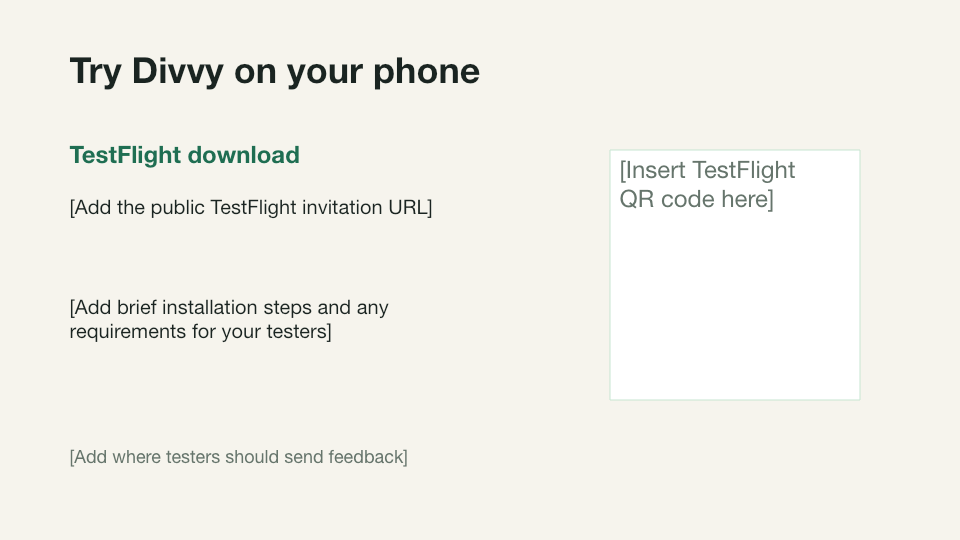 Try Divvy on your phone
TestFlight download
[Add the public TestFlight invitation URL]
[Add brief installation steps and any
requirements for your testers]
[Add where testers should send feedback]
[Insert TestFlight
QR code here]